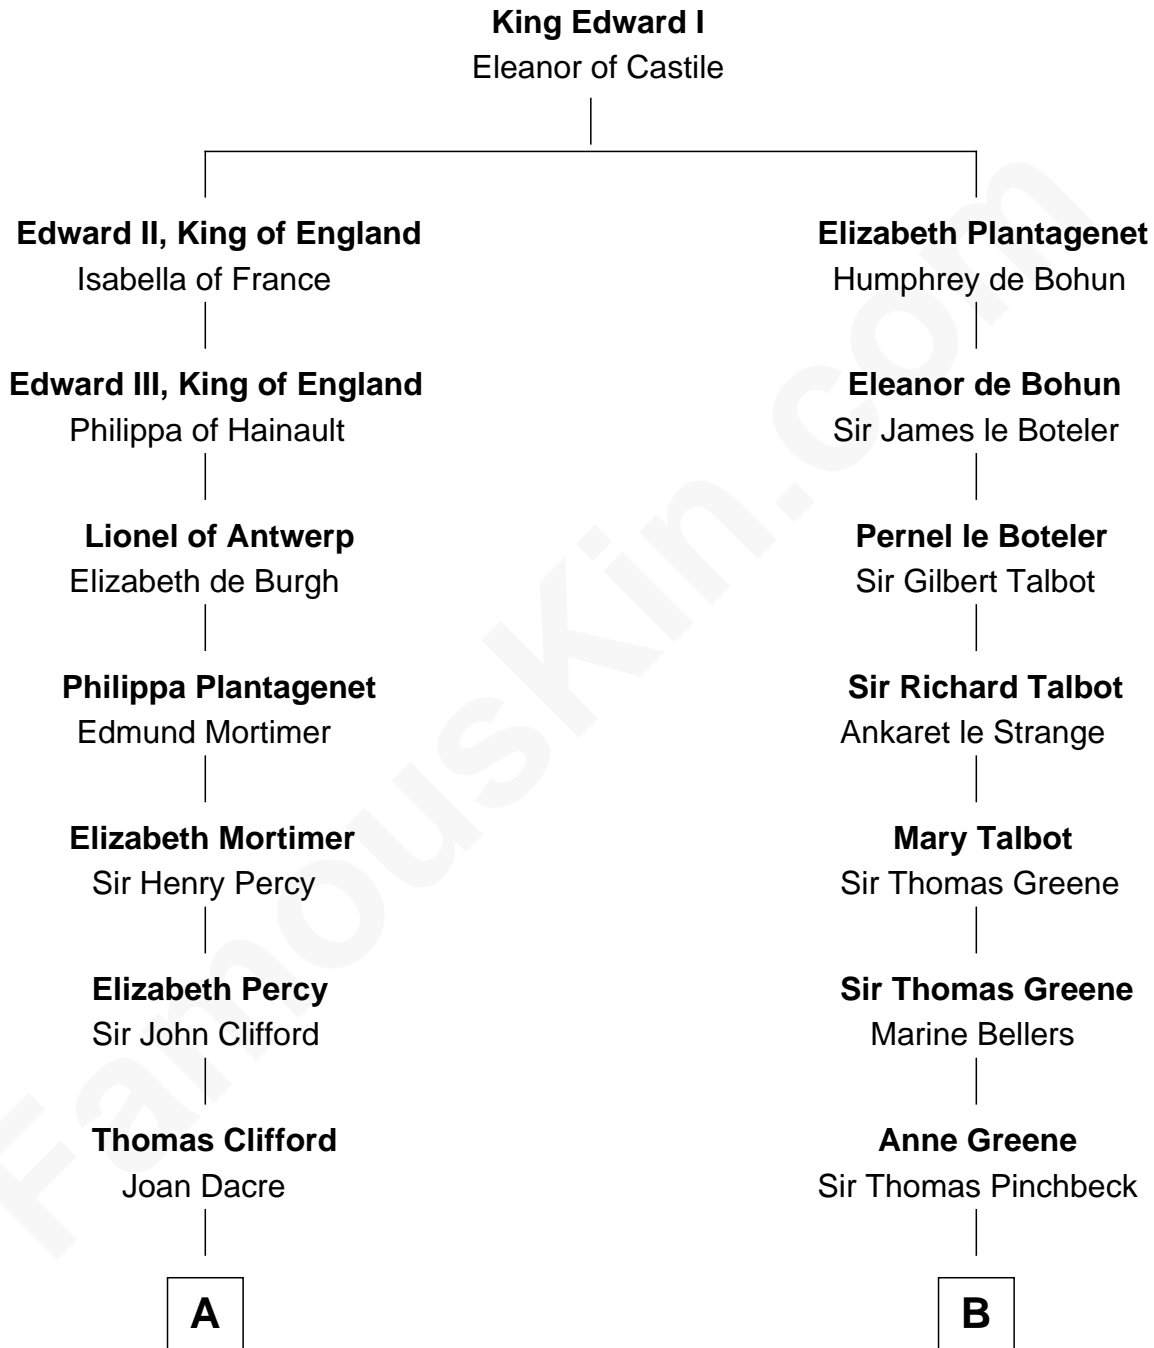 King Edward I
Eleanor of Castile
Edward II, King of England
Isabella of France
Elizabeth Plantagenet
Humphrey de Bohun
Edward III, King of England
Philippa of Hainault
Eleanor de Bohun
Sir James le Boteler
Lionel of Antwerp
Elizabeth de Burgh
Pernel le Boteler
Sir Gilbert Talbot
Philippa Plantagenet
Edmund Mortimer
Sir Richard Talbot
Ankaret le Strange
Elizabeth Mortimer
Sir Henry Percy
Mary Talbot
Sir Thomas Greene
Elizabeth Percy
Sir John Clifford
Sir Thomas Greene
Marine Bellers
Thomas Clifford
Joan Dacre
Anne Greene
Sir Thomas Pinchbeck
A
B
FamousKin.com